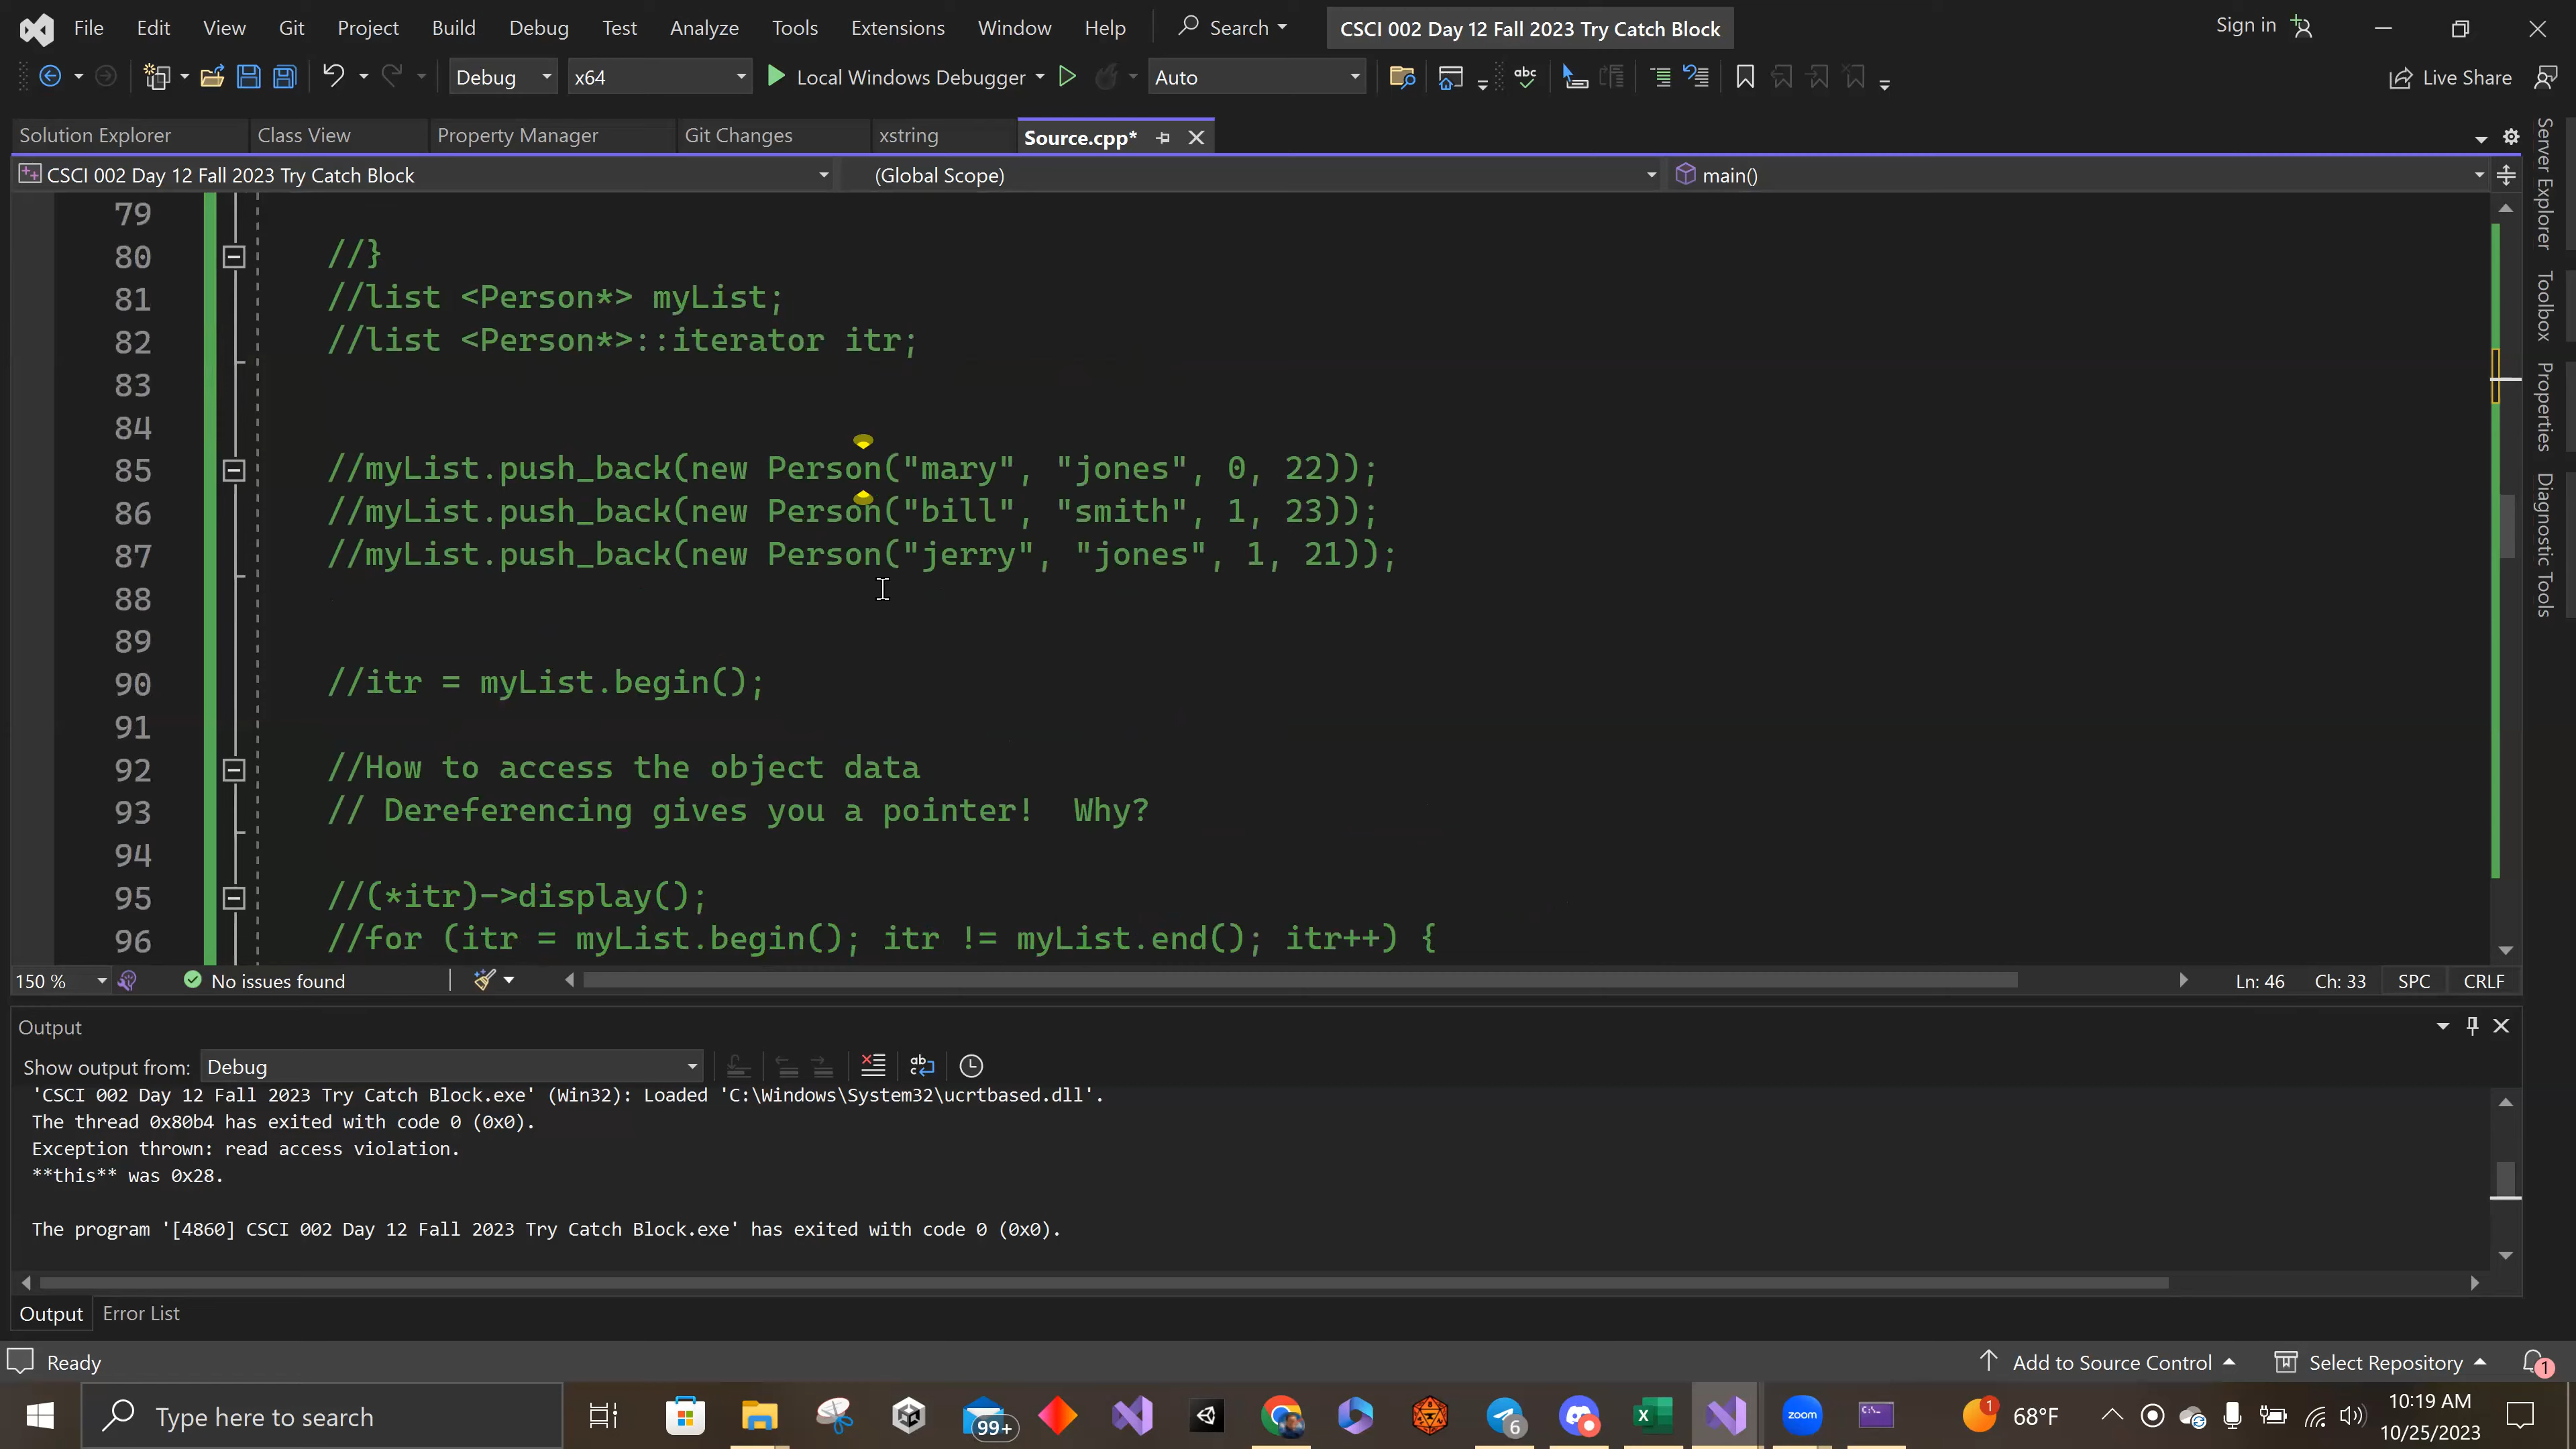 File Edit View Git Project Build Debug Test Analyze Tools Extensions Window Help Search CSCI 002 Day 12 Fall 2023 Try Catch Block Sign in
Debug x64 Local Windows Debugger Auto Live Share
Solution Explorer Class View Property Manager Git Changes xstring Source.cpp*
CSCI 002 Day 12 Fall 2023 Try Catch Block (Global Scope) main()
79
80 //}
81 //list <Person*> myList;
82 //list <Person*>::iterator itr;
83
84
85 //myList.push_back(new Person("mary", "jones", 0, 22));
86 //myList.push_back(new Person("bill", "smith", 1, 23));
87 //myList.push_back(new Person("jerry", "jones", 1, 21));
88
89
90 //itr = myList.begin();
91
92 //How to access the object data
93 // Dereferencing gives you a pointer!  Why?
94
95 //(*itr)->display();
96 //for (itr = myList.begin(); itr != myList.end(); itr++) {
Server Explorer
Toolbox
Properties
Diagnostic Tools
150 % No issues found Ln: 46 Ch: 33 SPC CRLF
Output
Show output from: Debug
'CSCI 002 Day 12 Fall 2023 Try Catch Block.exe' (Win32): Loaded 'C:\Windows\System32\ucrtbased.dll'.
The thread 0x80b4 has exited with code 0 (0x0).
Exception thrown: read access violation.
**this** was 0x28.
The program '[4860] CSCI 002 Day 12 Fall 2023 Try Catch Block.exe' has exited with code 0 (0x0).
Output Error List
Ready Add to Source Control Select Repository 1
Type here to search 99+ 6 zoom 1 68°F 10:19 AM
10/25/2023